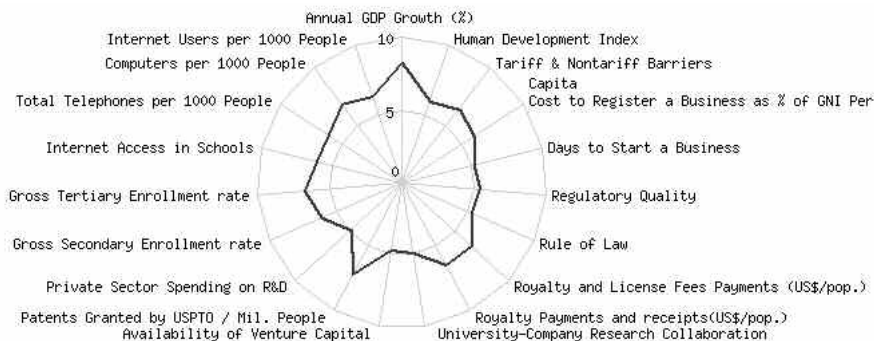 Annual GDP Growth (%)
Internet Users per 1000 People
10
Human Development Index
Computers per 1000 People
Tariff & Nontariff Barriers
Capita
Total Telephones per 1000 People
Cost to Register a Business as % of GNI Per
5
Internet Access in Schools
Days to Start a Business
0
Gross Tertiary Enrollment rate
Regulatory Quality
Gross Secondary Enrollment rate
Rule of Law
Private Sector Spending on R&D
Royalty and License Fees Payments (US$/pop.)
Patents Granted by USPTO / Mil. People
Royalty Payments and receipts(US$/pop.)
Availability of Venture Capital
University-Company Research Collaboration